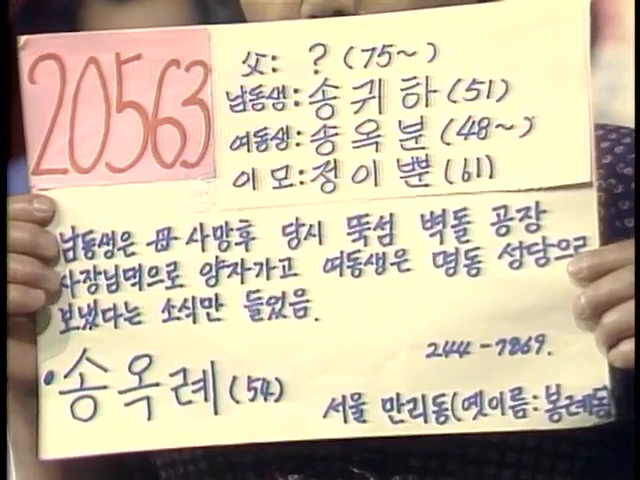 20563
父: ? (75~)
남동생: 송귀하 (51)
여동생: 송옥분 (48~)
이모: 정이뿐 (61)
남동생은 母 사망후 당시 뚝섬 벽돌 공장
사장님댁으로 양자가고 여동생은 명동 성당으로
보냈다는 소식만 들었음.
244-7869.
•송옥례 (54)
서울 만리동(옛이름:봉례동